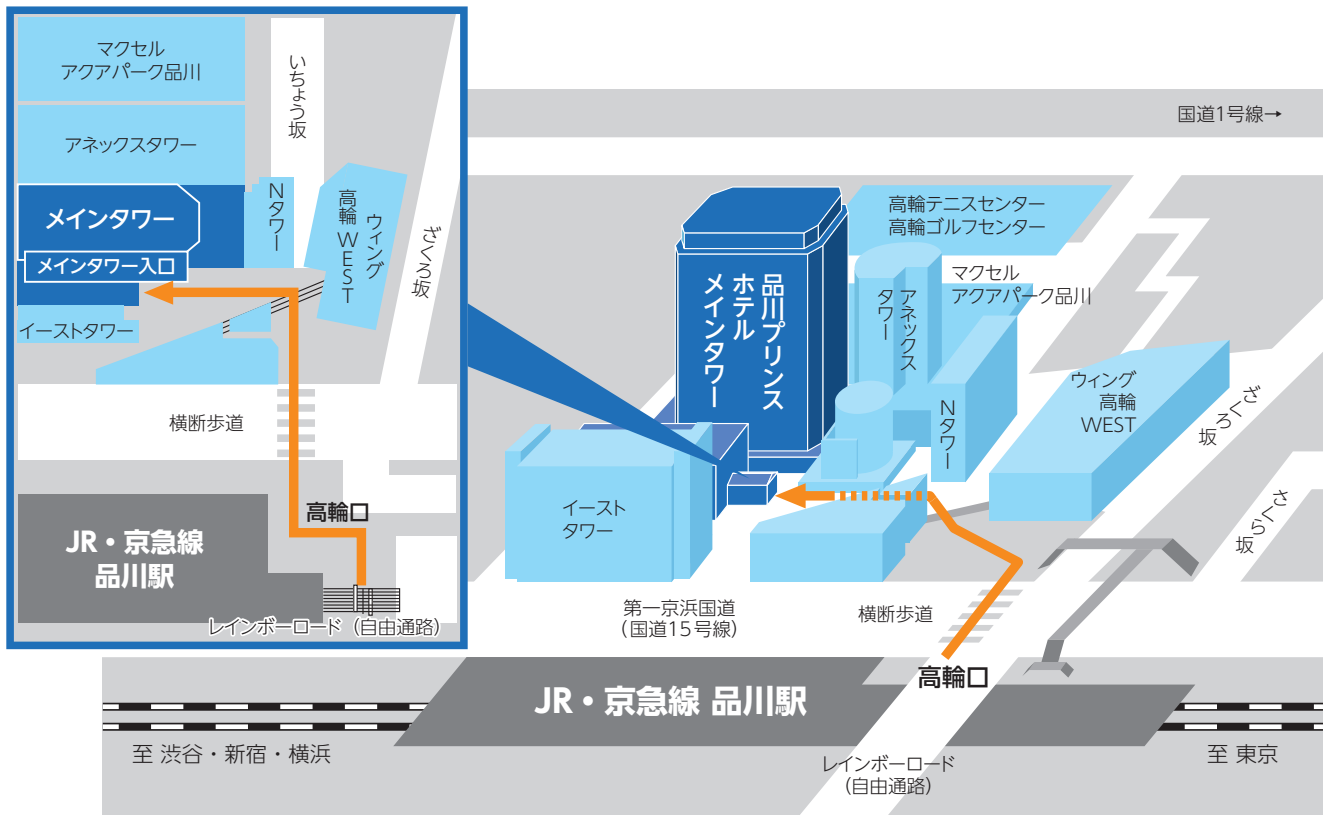 マクセル
アクアパーク品川
いちょう坂
アネックスタワー
メインタワー
Nタワー
ウィング
高輪WEST
ざくろ坂
メインタワー入口
イーストタワー
横断歩道
高輪口
JR・京急線
品川駅
レインボーロード（自由通路）
国道1号線→
高輪テニスセンター
高輪ゴルフセンター
品川プリンス
ホテル
メインタワー
アネックス
タワー
マクセル
アクアパーク品川
Nタワー
ウィング
高輪
WEST
ざくろ坂
さくら坂
イースト
タワー
第一京浜国道
（国道15号線）
横断歩道
高輪口
JR・京急線 品川駅
至 渋谷・新宿・横浜
レインボーロード
（自由通路）
至 東京